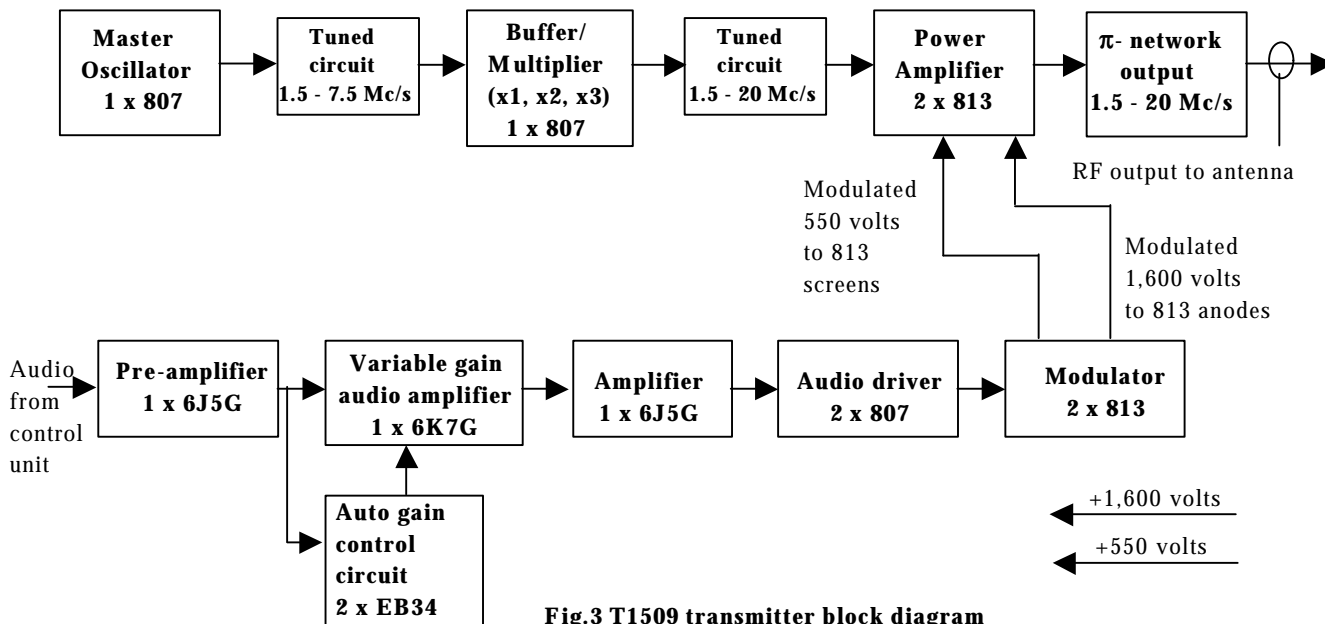 Master
Oscillator
1 x 807
Tuned
circuit
1.5 - 7.5 Mc/s
Buffer/
Multiplier
(x1, x2, x3)
1 x 807
Tuned
circuit
1.5 - 20 Mc/s
Power
Amplifier
2 x 813
π- network
output
1.5 - 20 Mc/s
RF output to antenna
Modulated
550 volts
to 813
screens
Modulated
1,600 volts
to 813 anodes
Audio
from
control
unit
Pre-amplifier
1 x 6J5G
Variable gain
audio amplifier
1 x 6K7G
Amplifier
1 x 6J5G
Audio driver
2 x 807
Modulator
2 x 813
Auto gain
control
circuit
2 x EB34
+1,600 volts
+550 volts
Fig.3 T1509 transmitter block diagram